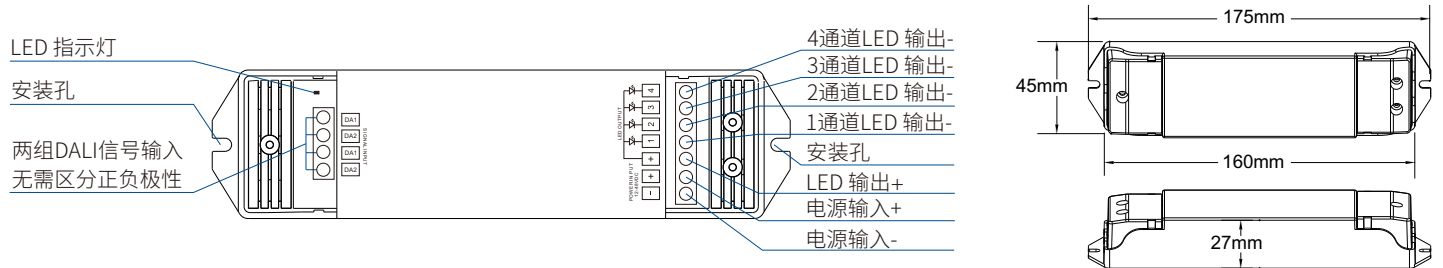 LED 指示灯
安装孔
两组DALI信号输入
无需区分正负极性
DA1
DA2
DA1
DA2
SIGNAL INPUT
LED OUTPUT
4
3
2
1
+
POWER INPUT
12-48VDC
+
-
4通道LED 输出-
3通道LED 输出-
2通道LED 输出-
1通道LED 输出-
安装孔
LED 输出+
电源输入+
电源输入-
175mm
45mm
160mm
27mm